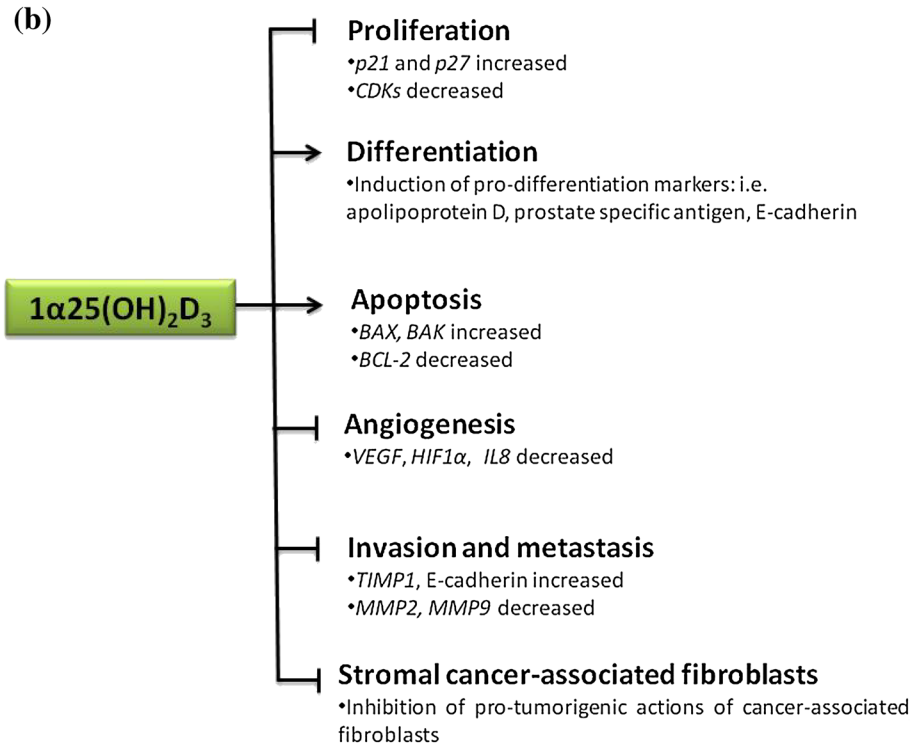 (b)
Proliferation
•p21 and p27 increased
•CDKs decreased
Differentiation
•Induction of pro-differentiation markers: i.e.
apolipoprotein D, prostate specific antigen, E-cadherin
1α25(OH)₂D₃
Apoptosis
•BAX, BAK increased
•BCL-2 decreased
Angiogenesis
•VEGF, HIF1α, IL8 decreased
Invasion and metastasis
•TIMP1, E-cadherin increased
•MMP2, MMP9 decreased
Stromal cancer-associated fibroblasts
•Inhibition of pro-tumorigenic actions of cancer-associated
fibroblasts